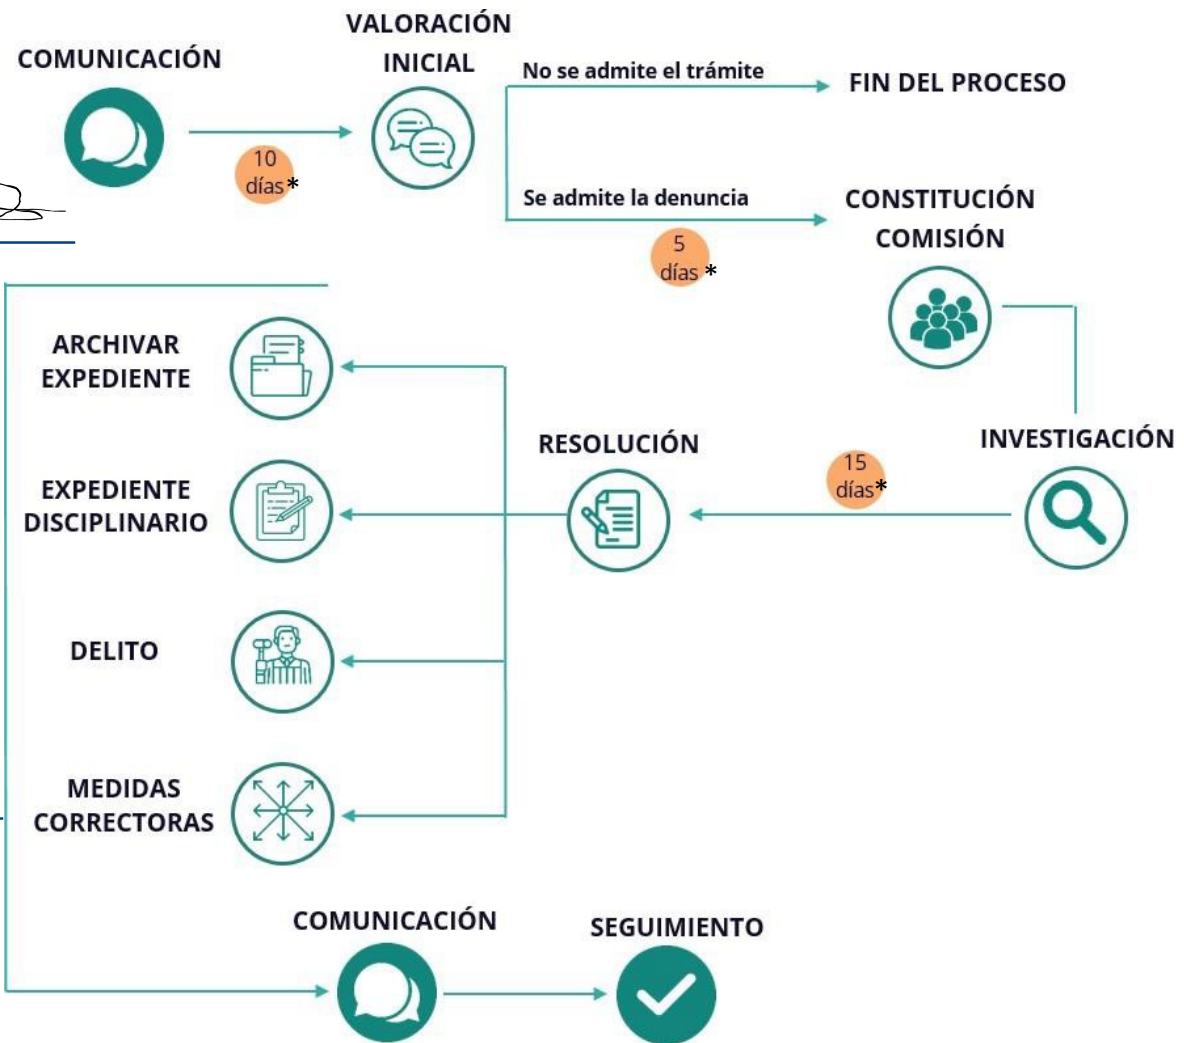 VALORACIÓN
INICIAL
COMUNICACIÓN
10
días*
No se admite el trámite
FIN DEL PROCESO
Se admite la denuncia
5
días *
CONSTITUCIÓN
COMISIÓN
INVESTIGACIÓN
15
días*
RESOLUCIÓN
ARCHIVAR
EXPEDIENTE
EXPEDIENTE
DISCIPLINARIO
DELITO
MEDIDAS
CORRECTORAS
COMUNICACIÓN
SEGUIMIENTO